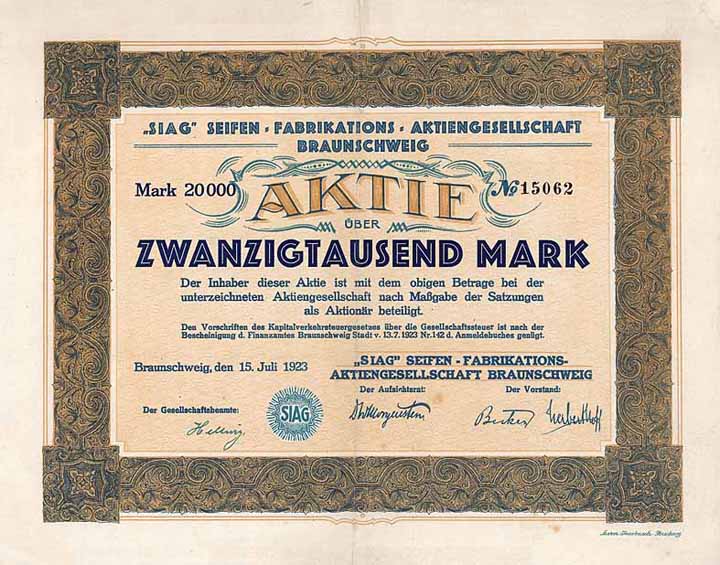 „SIAG" SEIFEN - FABRIKATIONS - AKTIENGESELLSCHAFT
BRAUNSCHWEIG
Mark 20000
AKTIE
No 15062
ÜBER
ZWANZIGTAUSEND MARK
Der Inhaber dieser Aktie ist mit dem obigen Betrage bei der
unterzeichneten Aktiengesellschaft nach Maßgabe der Satzungen
als Aktionär beteiligt.
Den Vorschriften des Kapitalverkehrsteuergesetzes über die Gesellschaftssteuer ist nach der
Bescheinigung d. Finanzamtes Braunschweig Stadt v. 13.7.1923 Nr. 142 d. Anmeldebuches genügt.
Braunschweig, den 15. Juli 1923
„SIAG" SEIFEN - FABRIKATIONS-
AKTIENGESELLSCHAFT BRAUNSCHWEIG
Der Aufsichtsrat:
Der Vorstand:
Der Gesellschaftsbeamte:
SIAG